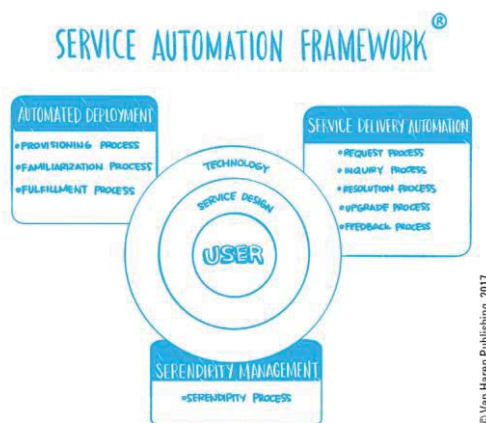 SERVICE AUTOMATION FRAMEWORK®
AUTOMATED DEPLOYMENT
•PROVISIONING PROCESS
•FAMILIARIZATION PROCESS
•FULFILLMENT PROCESS
SERVICE DELIVERY AUTOMATION
•REQUEST PROCESS
•INQUIRY PROCESS
•RESOLUTION PROCESS
•UPGRADE PROCESS
•FEEDBACK PROCESS
TECHNOLOGY
SERVICE DESIGN
USER
SERENDIPITY MANAGEMENT
•SERENDIPITY PROCESS
© Van Haren Publishing, 2017